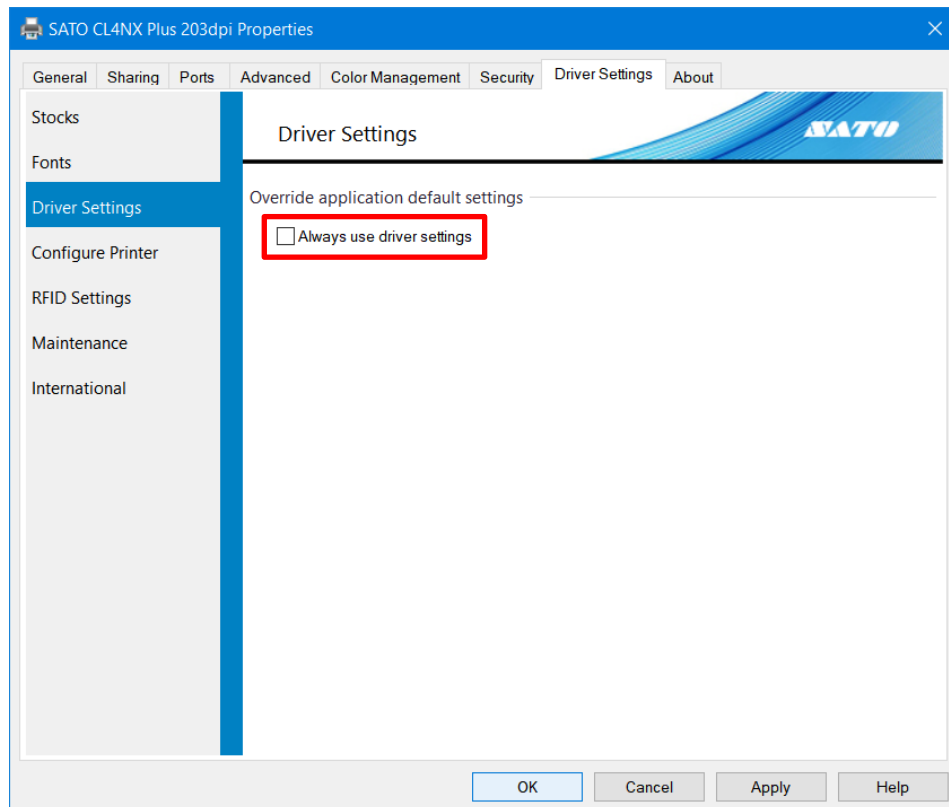 SATO CL4NX Plus 203dpi Properties
General Sharing Ports Advanced Color Management Security Driver Settings About
Stocks
Fonts
Driver Settings
Configure Printer
RFID Settings
Maintenance
International
Driver Settings
SATO
Override application default settings
Always use driver settings
OK Cancel Apply Help